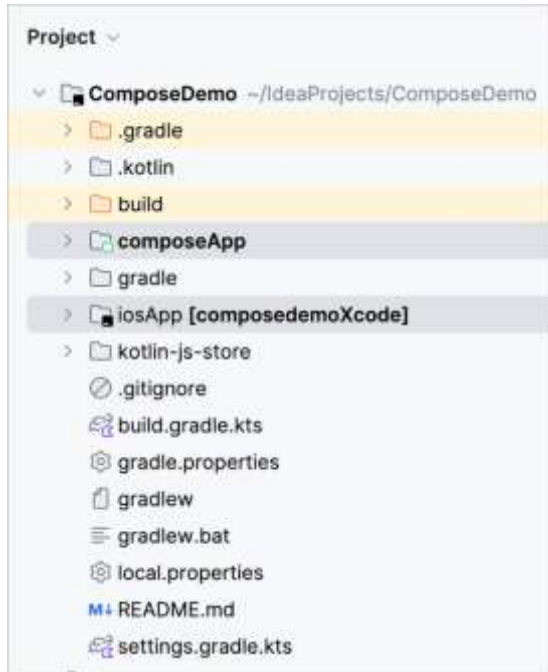 Project
ComposeDemo ~/IdeaProjects/ComposeDemo
.gradle
.kotlin
build
composeApp
gradle
iosApp [composedemoXcode]
kotlin-js-store
.gitignore
build.gradle.kts
gradle.properties
gradlew
gradlew.bat
local.properties
M↓ README.md
settings.gradle.kts